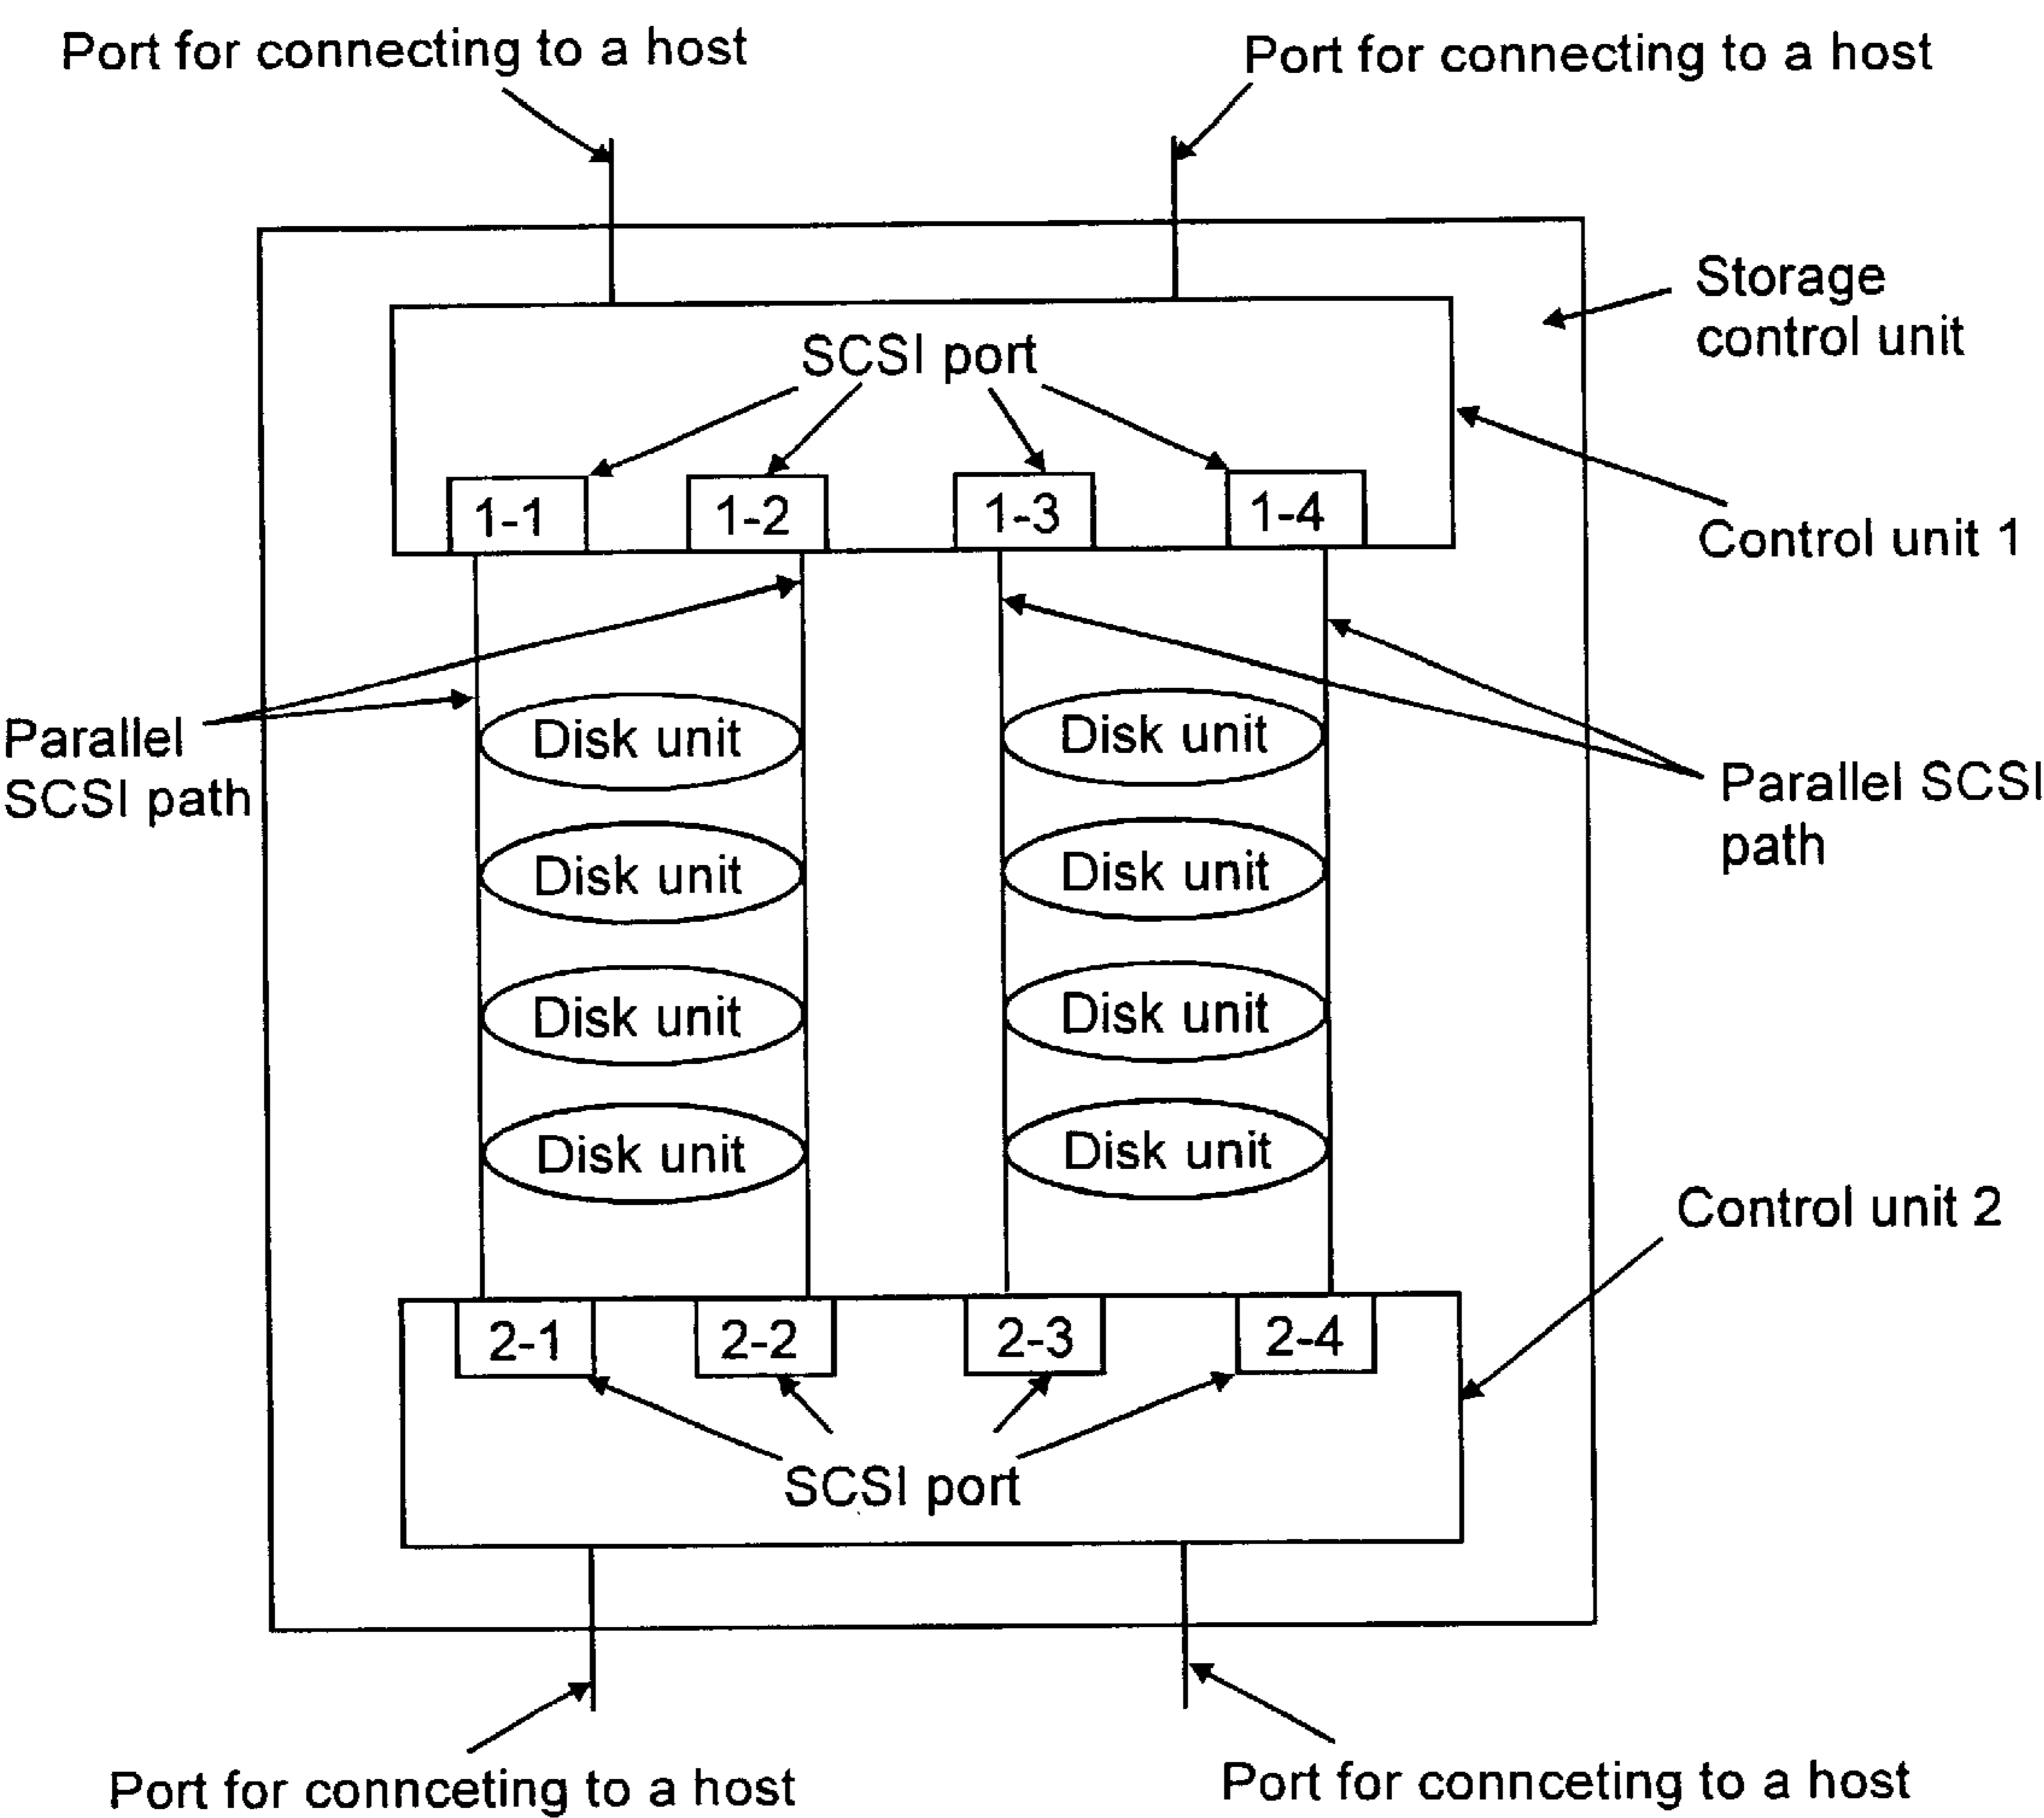 Port for connecting to a host
Port for connecting to a host
Storage
control unit
SCSI port
1-1
1-2
1-3
1-4
Control unit 1
Parallel
SCSI path
Disk unit
Disk unit
Parallel SCSI
path
Disk unit
Disk unit
Disk unit
Disk unit
Disk unit
Disk unit
Control unit 2
2-1
2-2
2-3
2-4
SCSI port
Port for connceting to a host
Port for connceting to a host